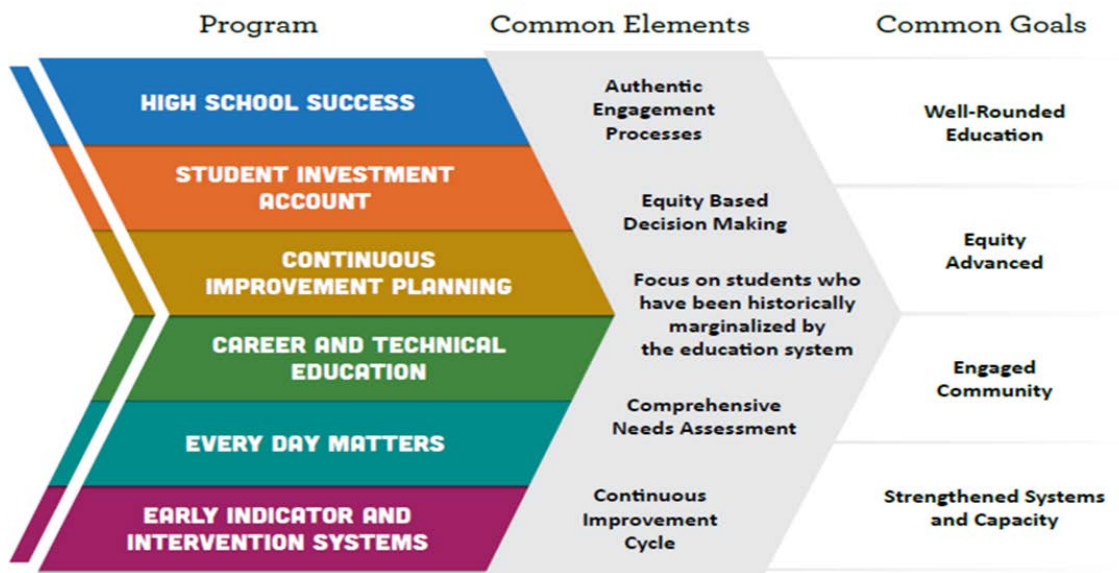 Program
Common Elements
Common Goals
HIGH SCHOOL SUCCESS
STUDENT INVESTMENT
ACCOUNT
CONTINUOUS
IMPROVEMENT PLANNING
CAREER AND TECHNICAL
EDUCATION
EVERY DAY MATTERS
EARLY INDICATOR AND
INTERVENTION SYSTEMS
Authentic
Engagement
Processes
Equity Based
Decision Making
Focus on students who
have been historically
marginalized by
the education system
Comprehensive
Needs Assessment
Continuous
Improvement
Cycle
Well-Rounded
Education
Equity
Advanced
Engaged
Community
Strengthened Systems
and Capacity